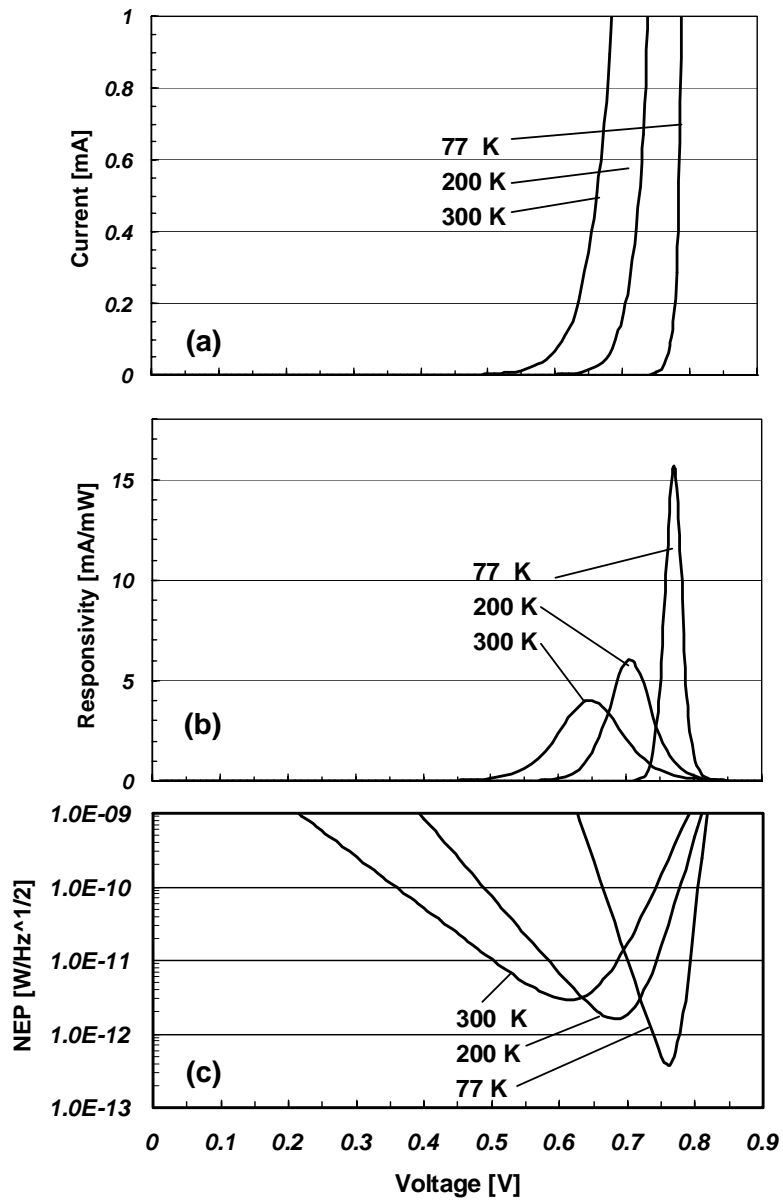 1
0.8
0.6
0.4
0.2
0
Current [mA]
77 K
200 K
300 K
(a)
15
10
5
0
Responsivity [mA/mW]
77 K
200 K
300 K
(b)
1.0E-09
1.0E-10
1.0E-11
1.0E-12
1.0E-13
NEP [W/Hz^1/2]
300 K
200 K
77 K
(c)
0 0.1 0.2 0.3 0.4 0.5 0.6 0.7 0.8 0.9
Voltage [V]